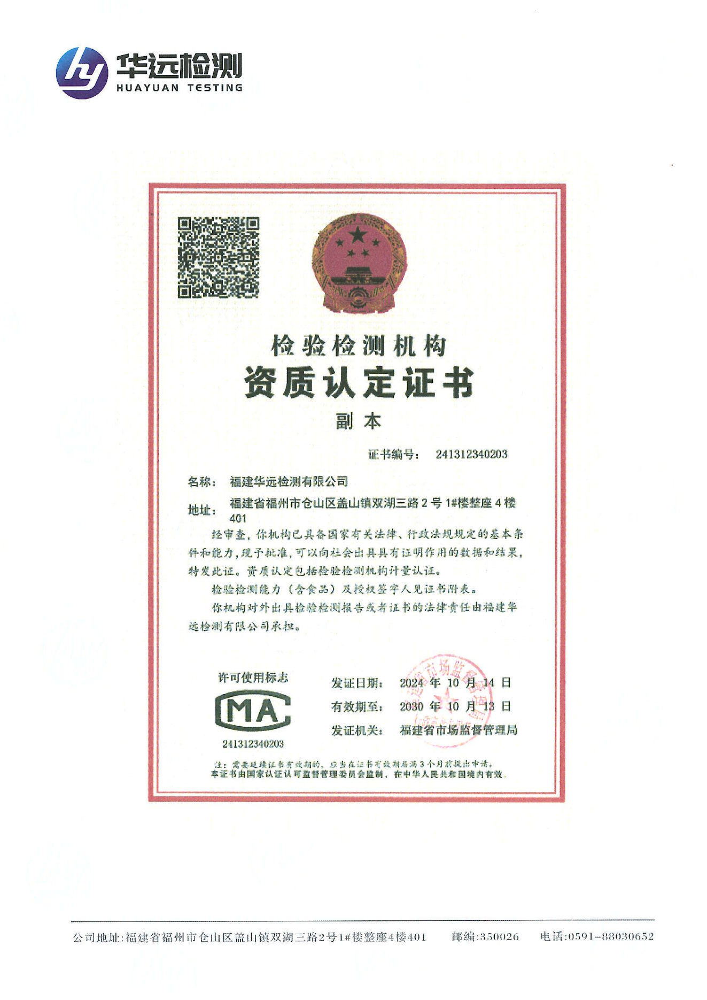 华远检测
HUAYUAN TESTING
检验检测机构
资质认定证书
副本
证书编号： 241312340203
名称： 福建华远检测有限公司
地址： 福建省福州市仓山区盖山镇双湖三路2号1#楼整座4楼
401
经审查，你机构已具备国家有关法律、行政法规规定的基本条
件和能力，现予批准，可以向社会出具具有证明作用的数据和结果，
特发此证。资质认定包括检验检测机构计量认证。
检验检测能力（含食品）及授权签字人见证书附表。
你机构对外出具检验检测报告或者证书的法律责任由福建华
远检测有限公司承担。
许可使用标志
MA
241312340203
发证日期： 2024年10月14日
有效期至： 2030年10月13日
发证机关： 福建省市场监督管理局
福建省市场监督管理局
注：需要延续证书有效期的，应当在证书有效期届满3个月前提出申请。
本证书由国家认证认可监督管理委员会监制，在中华人民共和国境内有效。
公司地址:福建省福州市仓山区盖山镇双湖三路2号1#楼整座4楼401 邮编:350026 电话:0591-88030652